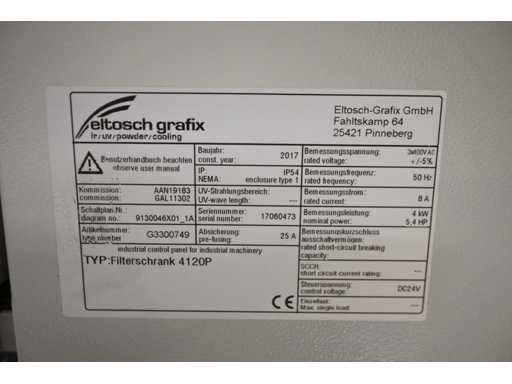 eltosch grafix
ir/uv/powder/cooling
Eltosch-Grafix GmbH
Fahltskamp 64
25421 Pinneberg
Benutzerhandbuch beachten
observe user manual
Baujahr:
const. year: 2017
IP: IP54
NEMA: enclosure type 1
Bemessungsspannung: 3x400V AC
rated voltage: +/-5%
Bemessungsfrequenz:
rated frequency: 50 Hz
Kommission: AAN19183
commission: GAL11302
UV-Strahlungsbereich:
UV-wave length: ---
Bemessungsstrom:
rated current: 8 A
Schaltplan Nr.:
diagram no.: 9130046X01_1A
Seriennummer:
serial number: 17060473
Bemessungsleistung: 4 kW
nominal power: 5,4 HP
Artikelnummer:
type number G3300749
Absicherung:
pre-fusing: 25 A
Bemessungskurzschluss
ausschaltvermögen:
rated short-circuit breaking
capacity: ---
industrial control panel for industrial machinery
TYP:Filterschrank 4120P
SCCR:
short circuit current rating: ---
Steuerspannung:
control voltage: DC24V
CE
Einzellast:
Max. single load: ---